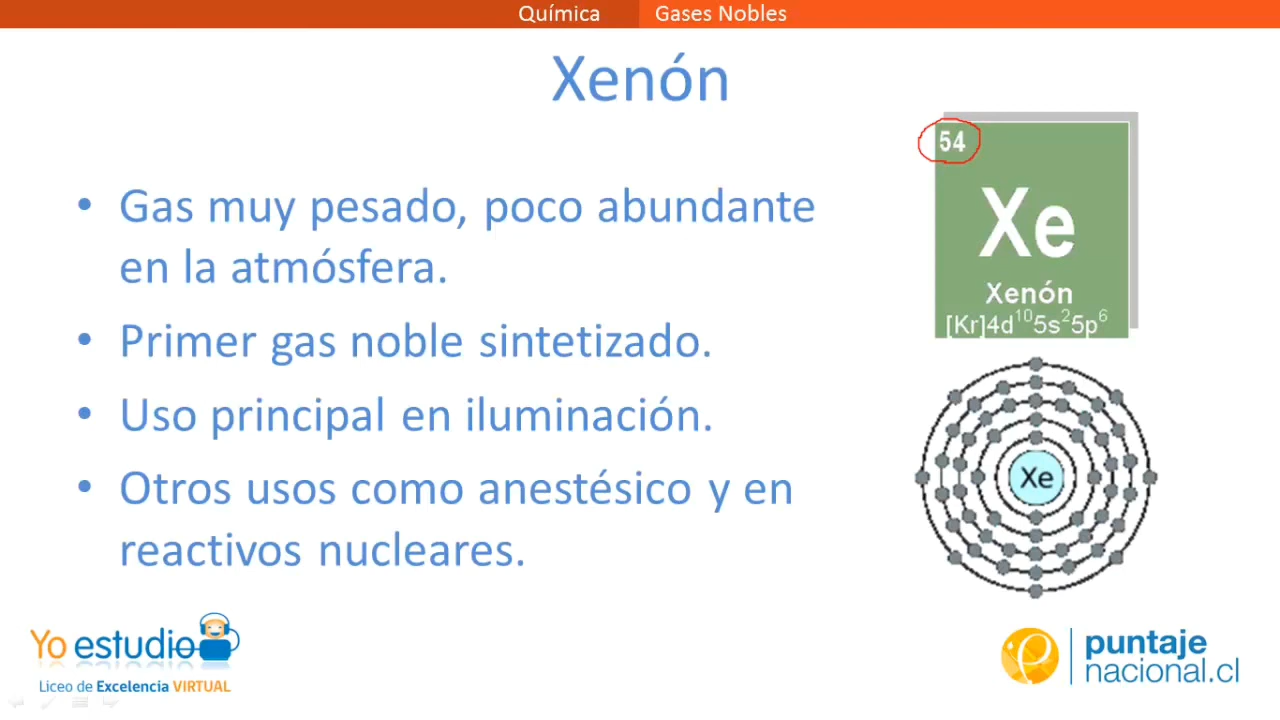 Química Gases Nobles
Xenón
• Gas muy pesado, poco abundante
en la atmósfera.
• Primer gas noble sintetizado.
• Uso principal en iluminación.
• Otros usos como anestésico y en
reactivos nucleares.
54
Xe
Xenón
[Kr]4d¹⁰5s²5p⁶
Xe
Yo estudio
Liceo de Excelencia VIRTUAL
puntaje
nacional.cl